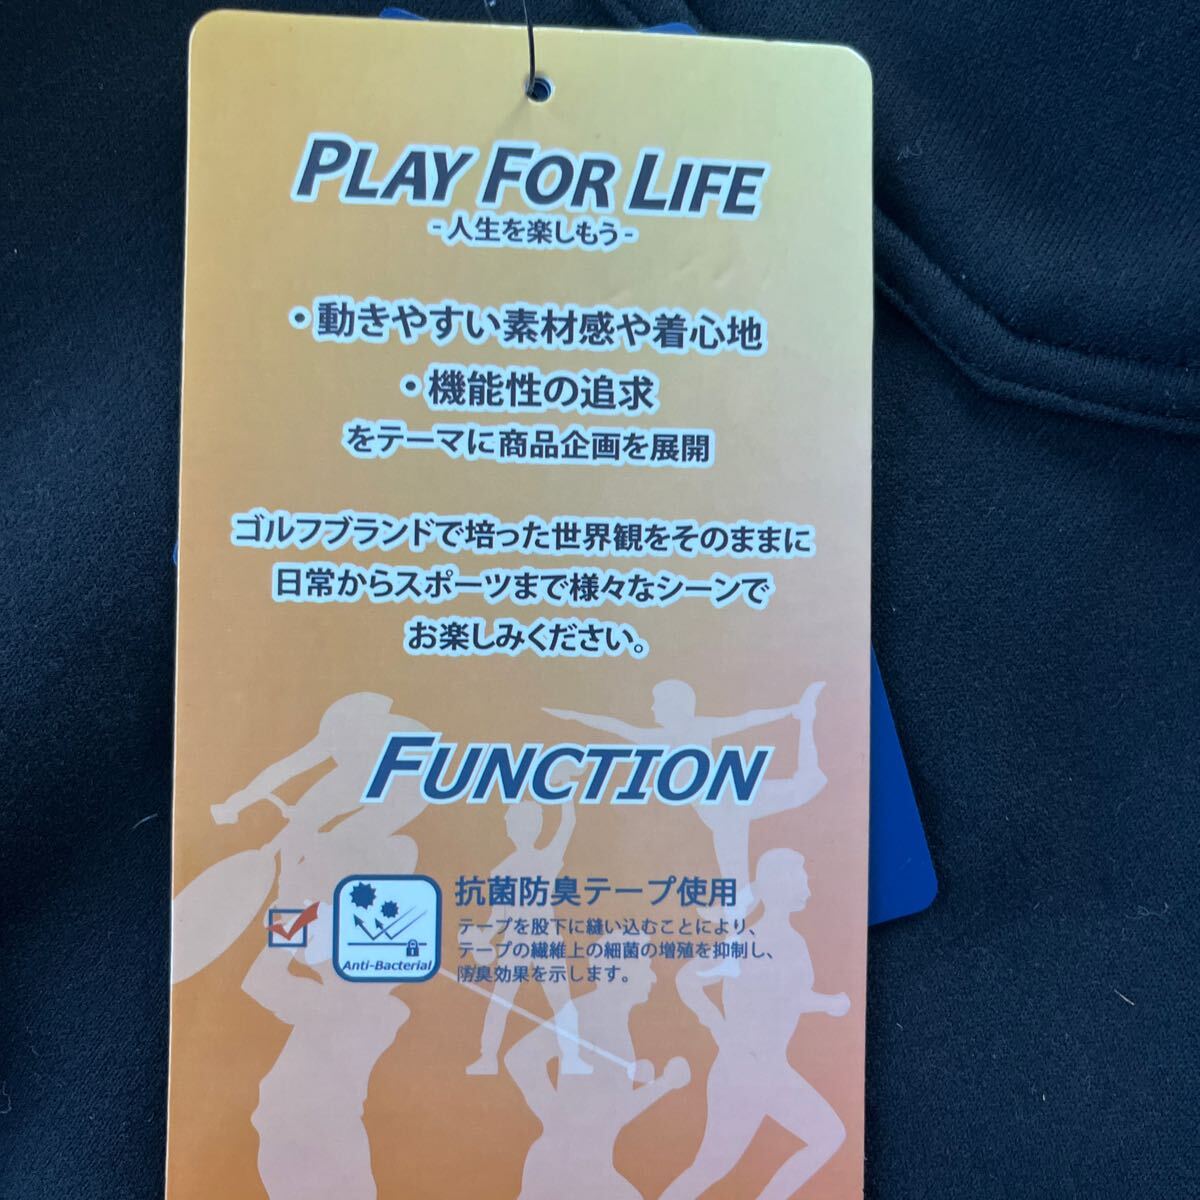 PLAY FOR LIFE
-人生を楽しもう-
・動きやすい素材感や着心地
・機能性の追求
をテーマに商品企画を展開
ゴルフブランドで培った世界観をそのままに
日常からスポーツまで様々なシーンで
お楽しみください。
FUNCTION
抗菌防臭テープ使用
テープを股下に縫い込むことにより、
テープの繊維上の細菌の増殖を抑制し、
防臭効果を示します。
Anti-Bacterial